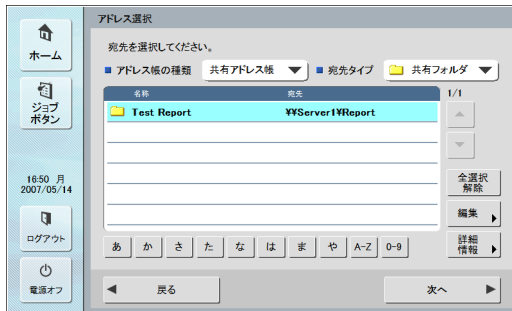 アドレス選択
ホーム
宛先を選択してください。
アドレス帳の種類 共有アドレス帳 宛先タイプ 共有フォルダ
名称 宛先 1/1
ジョブ
ボタン
Test Report ¥¥Server1¥Report
16:50 月
2007/05/14
全選択
解除
編集
ログアウト
あ か さ た な は ま や A-Z 0-9
詳細
情報
電源オフ
戻る 次へ